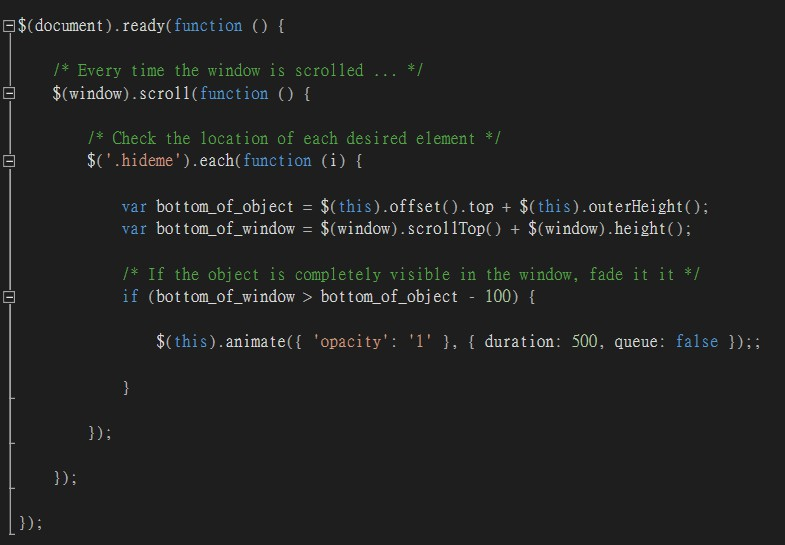 $(document).ready(function () {
/* Every time the window is scrolled ... */
$(window).scroll(function () {
/* Check the location of each desired element */
$('.hideme').each(function (i) {
var bottom_of_object = $(this).offset().top + $(this).outerHeight();
var bottom_of_window = $(window).scrollTop() + $(window).height();
/* If the object is completely visible in the window, fade it it */
if (bottom_of_window > bottom_of_object - 100) {
$(this).animate({ 'opacity': '1' }, { duration: 500, queue: false });;
}
});
});
});